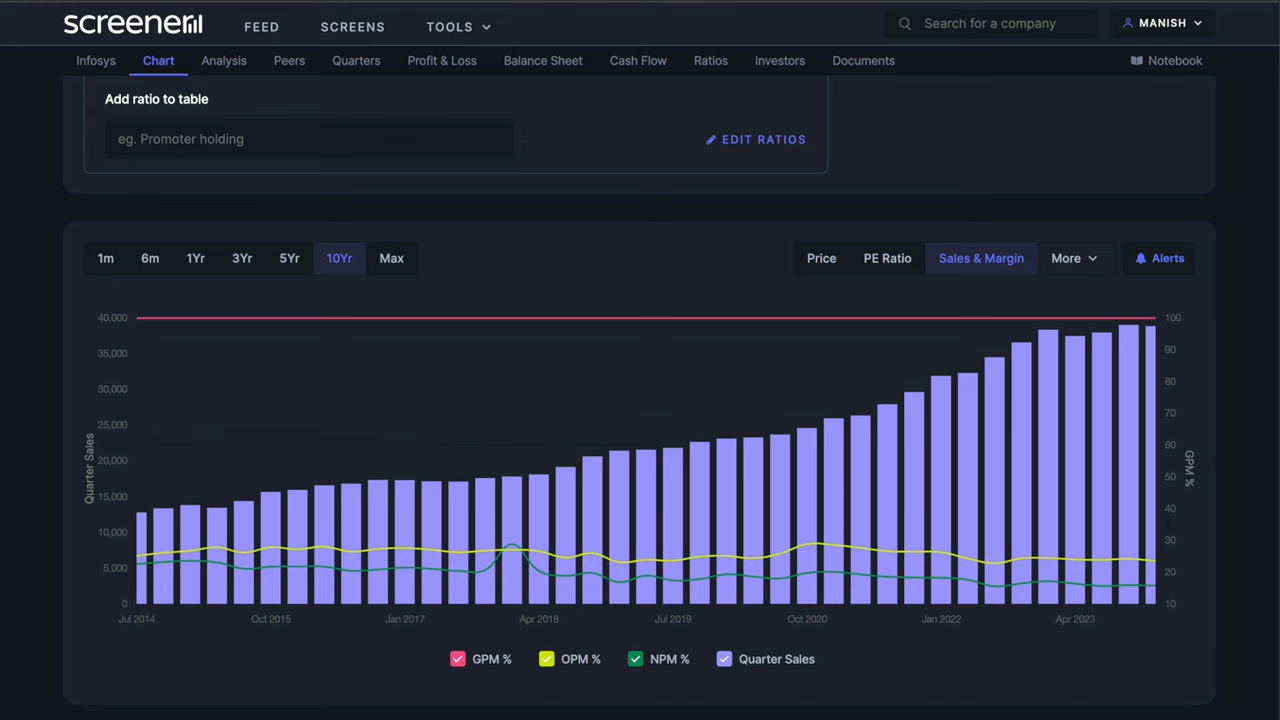 screener
FEED SCREENS TOOLS
Search for a company
MANISH
Infosys Chart Analysis Peers Quarters Profit & Loss Balance Sheet Cash Flow Ratios Investors Documents Notebook
Add ratio to table
eg. Promoter holding
EDIT RATIOS
1m 6m 1Yr 3Yr 5Yr 10Yr Max
Price PE Ratio Sales & Margin More Alerts
40,000 100
35,000 90
30,000 80
25,000 70
20,000 60
15,000 50
10,000 40
5,000 30
0 20
10
Quarter Sales
GPM %
Jul 2014 Oct 2015 Jan 2017 Apr 2018 Jul 2019 Oct 2020 Jan 2022 Apr 2023
GPM % OPM % NPM % Quarter Sales